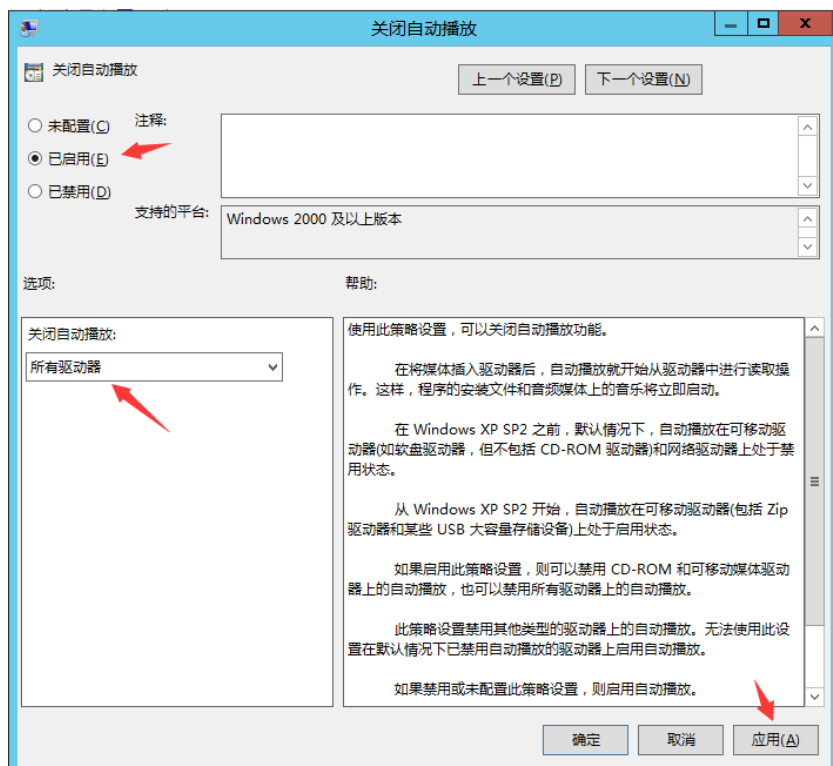 关闭自动播放
关闭自动播放
上一个设置(P)
下一个设置(N)
未配置(C)
注释:
已启用(E)
已禁用(D)
支持的平台:
Windows 2000 及以上版本
选项:
帮助:
关闭自动播放:
所有驱动器
使用此策略设置，可以关闭自动播放功能。
在将媒体插入驱动器后，自动播放就开始从驱动器中进行读取操
作。这样，程序的安装文件和音频媒体上的音乐将立即启动。
在 Windows XP SP2 之前，默认情况下，自动播放在可移动驱
动器(如软盘驱动器，但不包括 CD-ROM 驱动器)和网络驱动器上处于禁
用状态。
从 Windows XP SP2 开始，自动播放在可移动驱动器(包括 Zip
驱动器和某些 USB 大容量存储设备)上处于启用状态。
如果启用此策略设置，则可以禁用 CD-ROM 和可移动媒体驱动
器上的自动播放，也可以禁用所有驱动器上的自动播放。
此策略设置禁用其他类型的驱动器上的自动播放。无法使用此设
置在默认情况下已禁用自动播放的驱动器上启用自动播放。
如果禁用或未配置此策略设置，则启用自动播放。
确定
取消
应用(A)